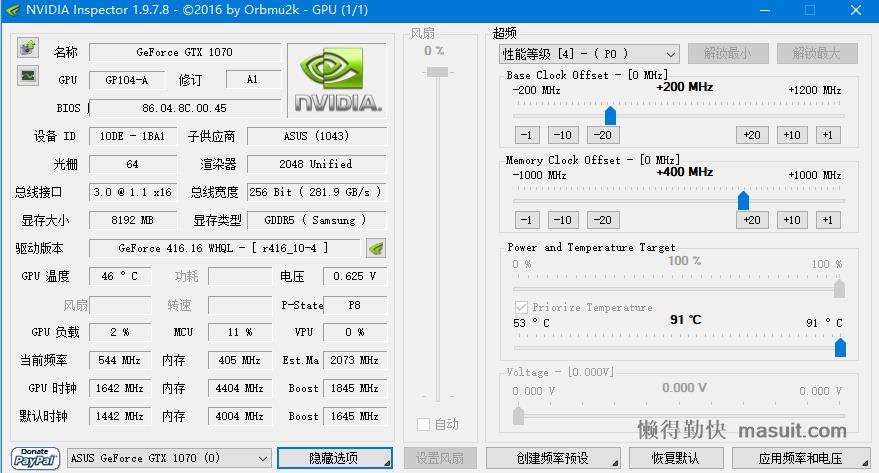 NVIDIA Inspector 1.9.7.8 - ©2016 by Orbmu2k - GPU (1/1)
名称 GeForce GTX 1070
GPU GP104-A 修订 A1
BIOS 86.04.8C.00.45
nVIDIA.
设备 ID 10DE - 1BA1 子供应商 ASUS (1043)
光栅 64 渲染器 2048 Unified
总线接口 3.0 @ 1.1 x16 总线宽度 256 Bit ( 281.9 GB/s )
显存大小 8192 MB 显存类型 GDDR5 ( Samsung )
驱动版本 GeForce 416.16 WHQL - [ r416_10-4 ]
GPU 温度 46 °C 功耗 电压 0.625 V
风扇 转速 P-State P8
GPU 负载 2 % MCU 11 % VPU 0 %
当前频率 544 MHz 内存 405 MHz Est.Ma 2073 MHz
GPU 时钟 1642 MHz 内存 4404 MHz Boost 1845 MHz
默认时钟 1442 MHz 内存 4004 MHz Boost 1645 MHz
Donate PayPal ASUS GeForce GTX 1070 (0) 隐藏选项
风扇
0 %
自动
设置风扇
超频
性能等级 [4] - ( P0 ) 解锁最小 解锁最大
Base Clock Offset - [0 MHz]
-200 MHz +200 MHz +1200 MHz
-1 -10 -20 +20 +10 +1
Memory Clock Offset - [0 MHz]
-1000 MHz +400 MHz +1000 MHz
-1 -10 -20 +20 +10 +1
Power and Temperature Target
0 % 100 % 100 %
Priorize Temperature
53 °C 91 ℃ 91 °C
Voltage - [0.000V]
0.000 V 0.000 V 0.000 V
懒得勤快 masuit.com
创建频率预设 恢复默认 应用频率和电压